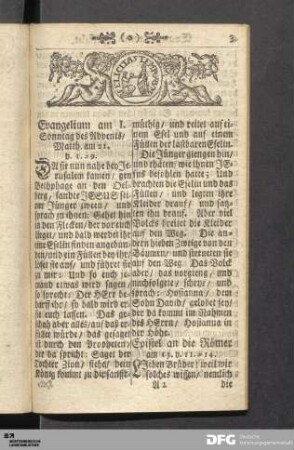 Evangelium am I.
Sonntag des Advents,
Matth. am 21.
v. 1. 29.
DA sie nun nahe bey Je-
rusalem kamen, gen
Bethphage an den Oel-
berg, sandte JESUS sei-
ner Jünger zween, und
sprach zu ihnen: Gehet hin
in den Flecken, der vor euch
lieget, und bald werdet ihr
eine Eselin finden angebun-
den, und ein Füllen bey ihr;
löset sie auf, und führet sie
zu mir: Und so euch je-
mand etwas wird sagen,
so sprecht: Der HErr be-
darf ihr, so bald wird er
sie euch lassen. Das ge-
schah aber alles, auf daß er-
füllet würde, das gesagt
ist durch den Propheten,
der da spricht: Saget der
Tochter Zion, siehe, dein
König kommt zu dir sanft-
müthig, und reitet auf ei-
nem Esel und auf einem
Füllen der lastbaren Eselin.
Die Jünger giengen hin,
und thäten, wie ihnen JE-
sus befohlen hatte; Und
brachten die Eselin und das
Füllen, und legten ihre
Kleider drauf, und satz-
ten ihn drauf. Aber viel
Volcks breitet die Kleider
auf den Weg. Die an-
dern hieben Zweige von den
Bäumen, und streueten sie
auf den Weg. Das Volck
aber, das vorgieng und
nachfolgete, schrye, und
sprach: Hosianna, dem
Sohn David, gelobet sey,
der da kommt im Nahmen
des HErrn, Hosianna in
der Höhe.
Epistel an die Römer
am 13. v. 11. = 14.
Lieben Brüder! weil wir
solches wissen, nemlich
A 2
die
SLUB
DFG Deutsche
Forschungsgemeinschaft